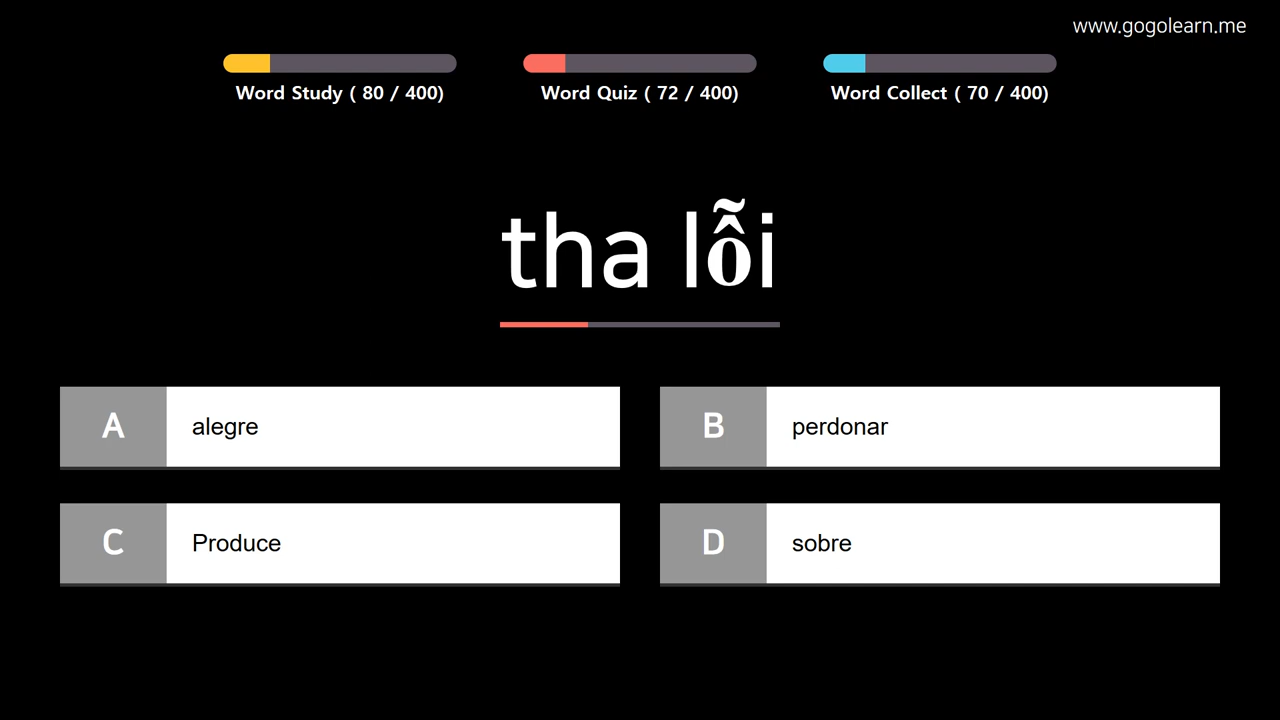 www.gogolearn.me
Word Study ( 80 / 400)
Word Quiz ( 72 / 400)
Word Collect ( 70 / 400)
tha lỗi
A alegre
B perdonar
C Produce
D sobre